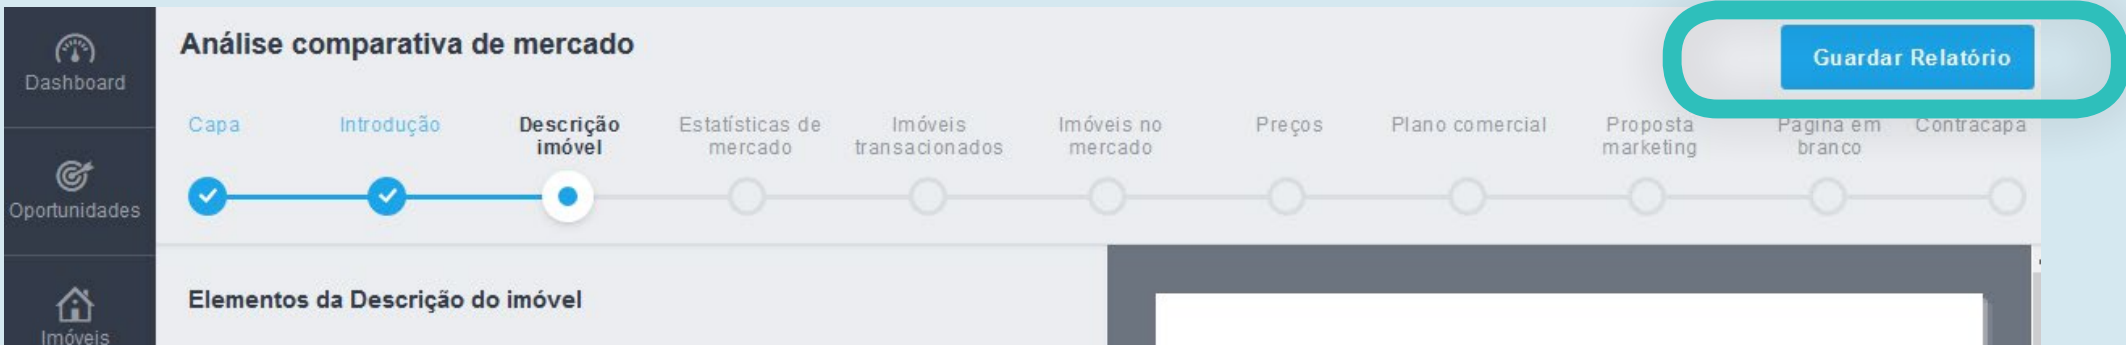 Análise comparativa de mercado
Guardar Relatório
Dashboard
Capa
Introdução
Descrição
imóvel
Estatísticas de
mercado
Imóveis
transacionados
Imóveis no
mercado
Preços
Plano comercial
Proposta
marketing
Pagina em
branco
Contracapa
Oportunidades
Elementos da Descrição do imóvel
Imóveis